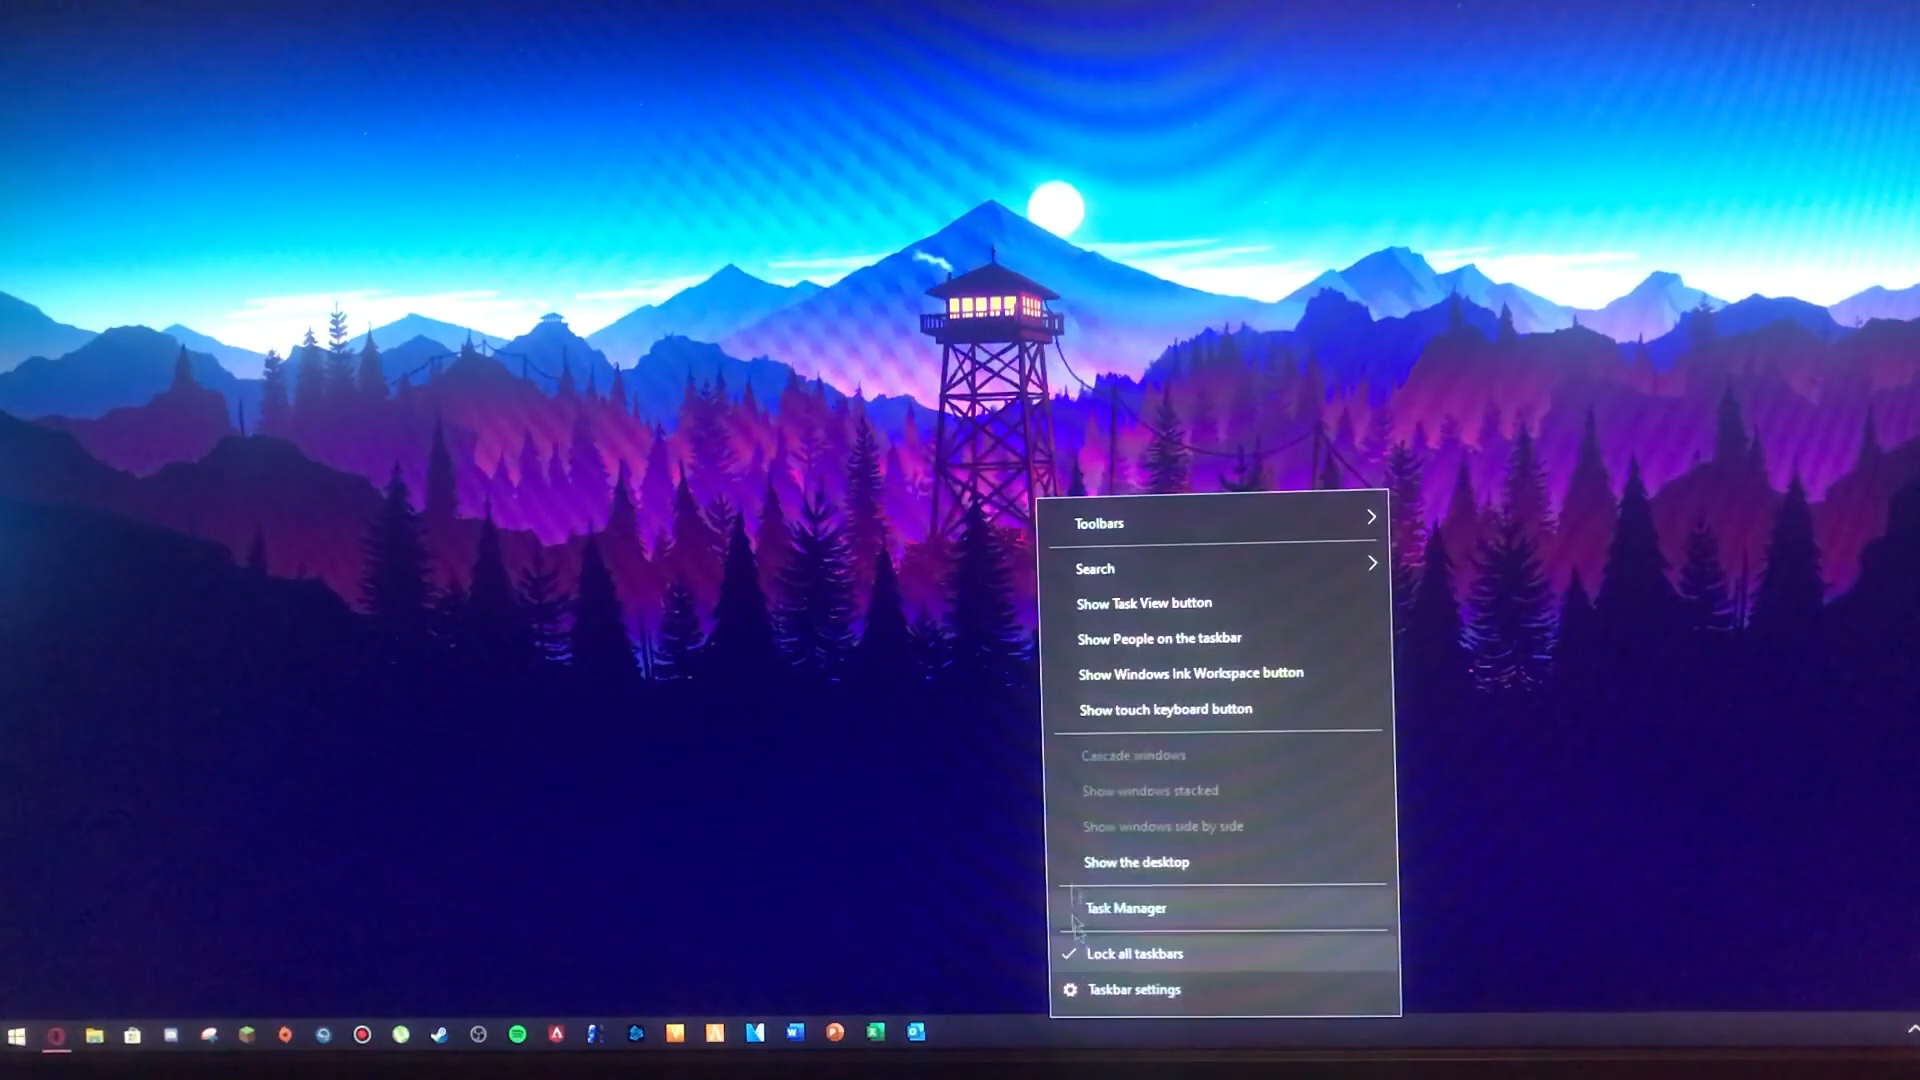 Toolbars
Search
Show Task View button
Show People on the taskbar
Show Windows Ink Workspace button
Show touch keyboard button
Cascade windows
Show windows stacked
Show windows side by side
Show the desktop
Task Manager
Lock all taskbars
Taskbar settings